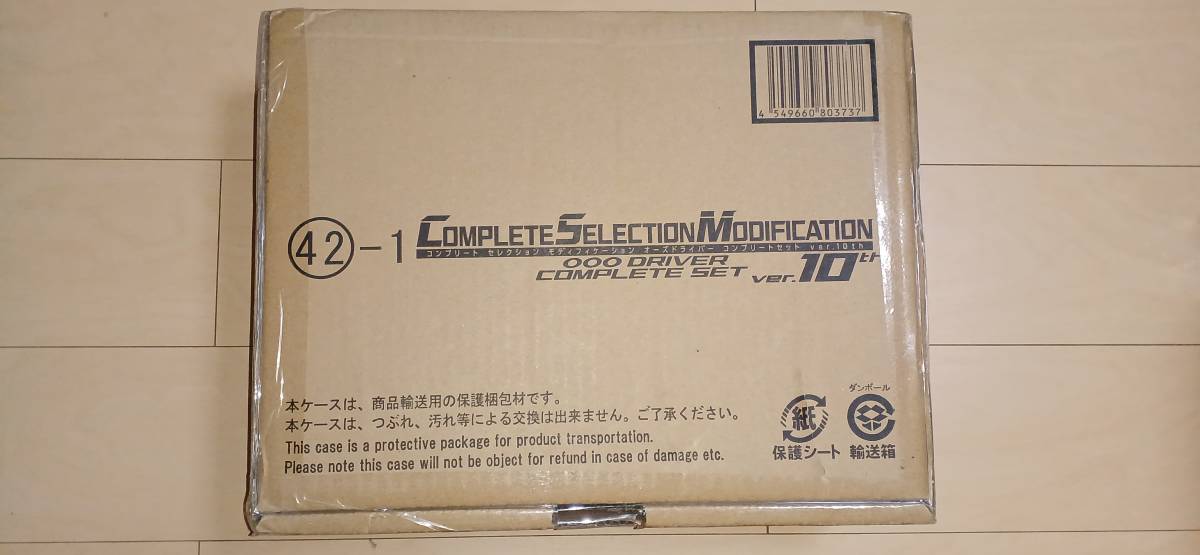 4 549660 803737
㊷-1 COMPLETE SELECTION MODIFICATION
コンプリート セレクション モディフィケーション オーズドライバー コンプリートセット ver.10th
OOO DRIVER
COMPLETE SET ver.10th
本ケースは、商品輸送用の保護梱包材です。
本ケースは、つぶれ、汚れ等による交換は出来ません。ご了承ください。
This case is a protective package for product transportation.
Please note this case will not be object for refund in case of damage etc.
紙
保護シート
ダンボール
輸送箱